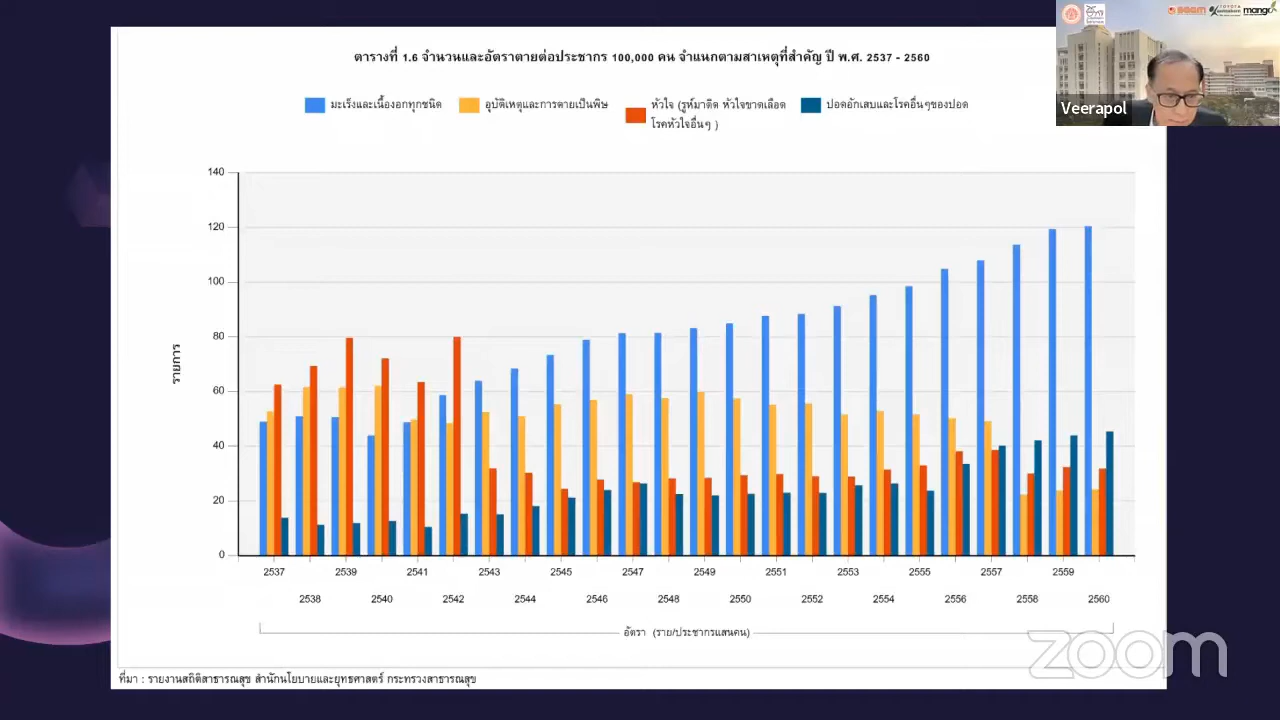 ตารางที่ 1.6 จำนวนและอัตราตายต่อประชากร 100,000 คน จำแนกตามสาเหตุที่สำคัญ ปี พ.ศ. 2537 - 2560
มะเร็งและเนื้องอกทุกชนิด
อุบัติเหตุและการตายเป็นพิษ
หัวใจ (รูห์มาติด หัวใจขาดเลือด
โรคหัวใจอื่นๆ )
ปอดอักเสบและโรคอื่นๆของปอด
Veerapol
mango
140
120
100
80
60
40
20
0
รายการ
2537 2539 2541 2543 2545 2547 2549 2551 2553 2555 2557 2559
2538 2540 2542 2544 2546 2548 2550 2552 2554 2556 2558 2560
อัตรา (ราย/ประชากรแสนคน)
zoom
ที่มา : รายงานสถิติสาธารณสุข สำนักนโยบายและยุทธศาสตร์ กระทรวงสาธารณสุข